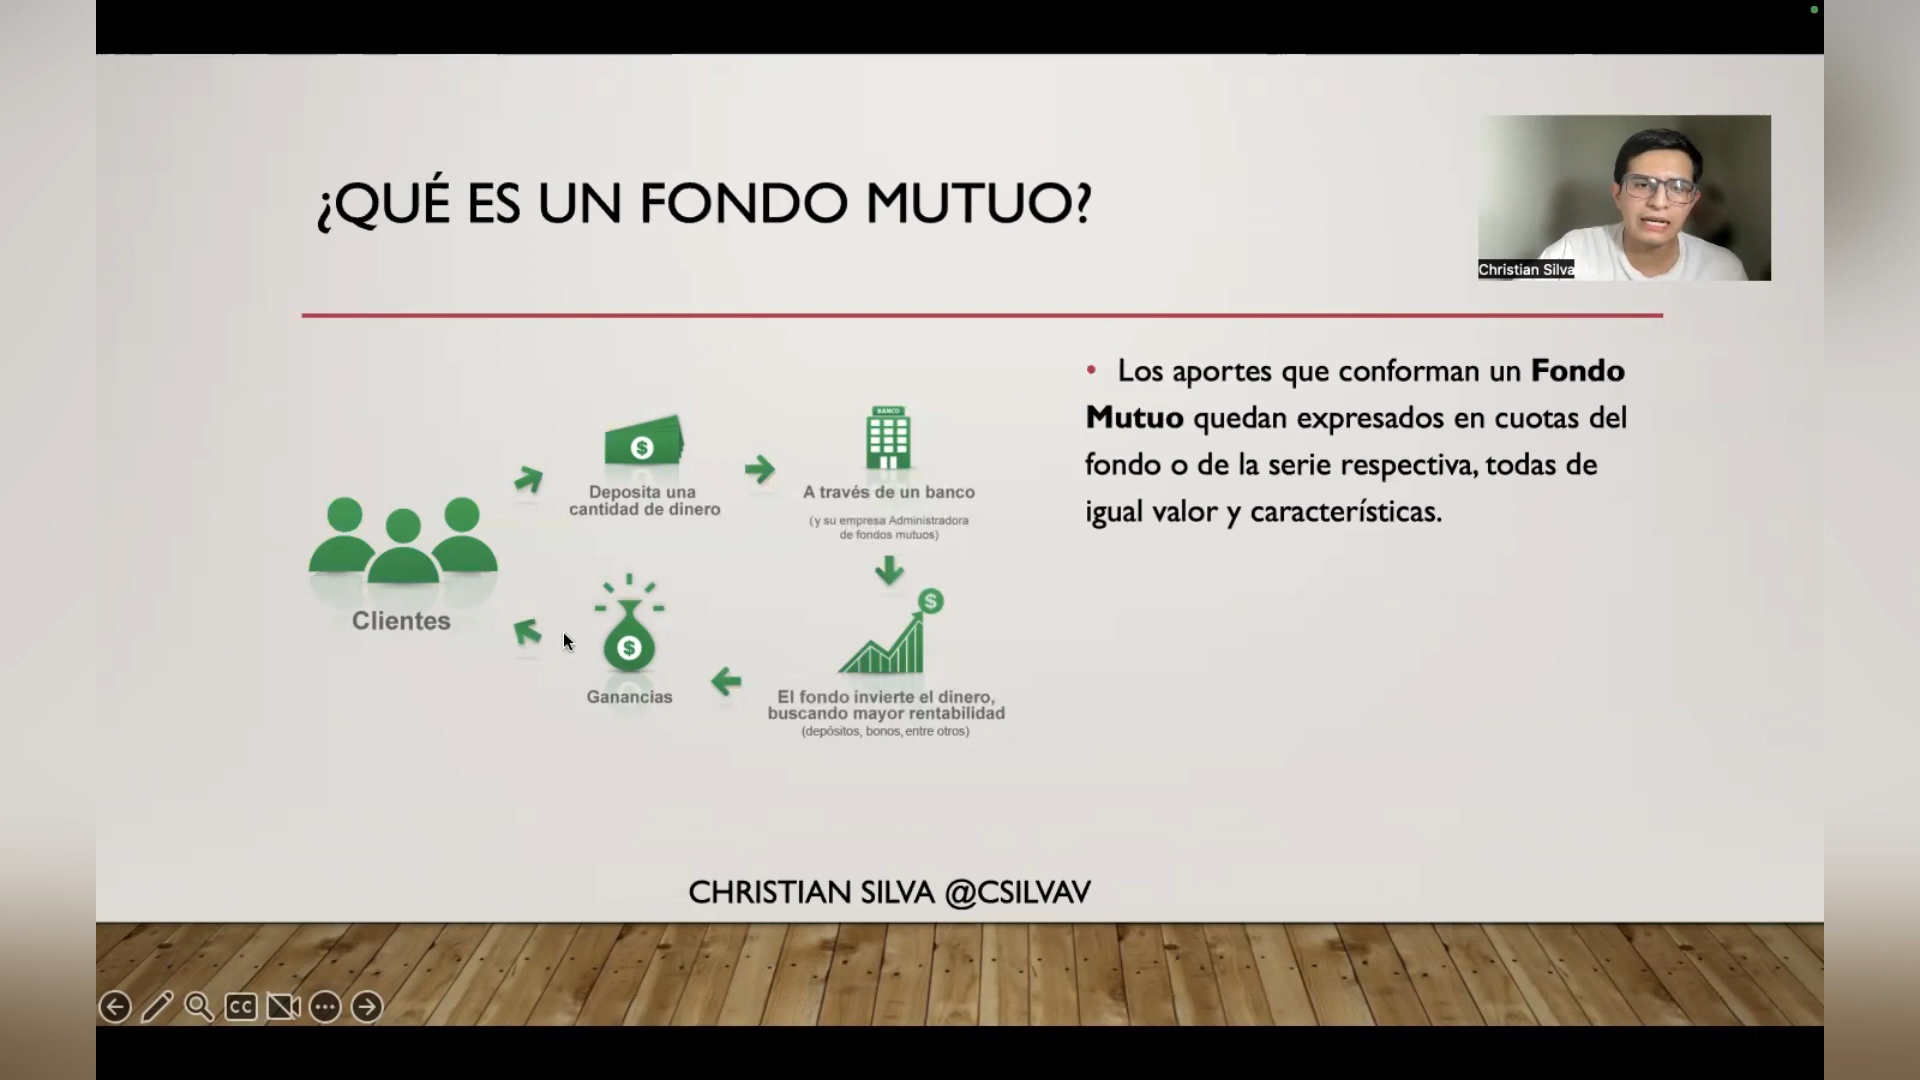 ¿QUÉ ES UN FONDO MUTUO?
Christian Silva
• Los aportes que conforman un Fondo
Mutuo quedan expresados en cuotas del
fondo o de la serie respectiva, todas de
igual valor y características.
Clientes
$
Deposita una
cantidad de dinero
BANCO
A través de un banco
(y su empresa Administradora
de fondos mutuos)
$
El fondo invierte el dinero,
buscando mayor rentabilidad
(depósitos, bonos, entre otros)
$
Ganancias
CHRISTIAN SILVA @CSILVAV
CC